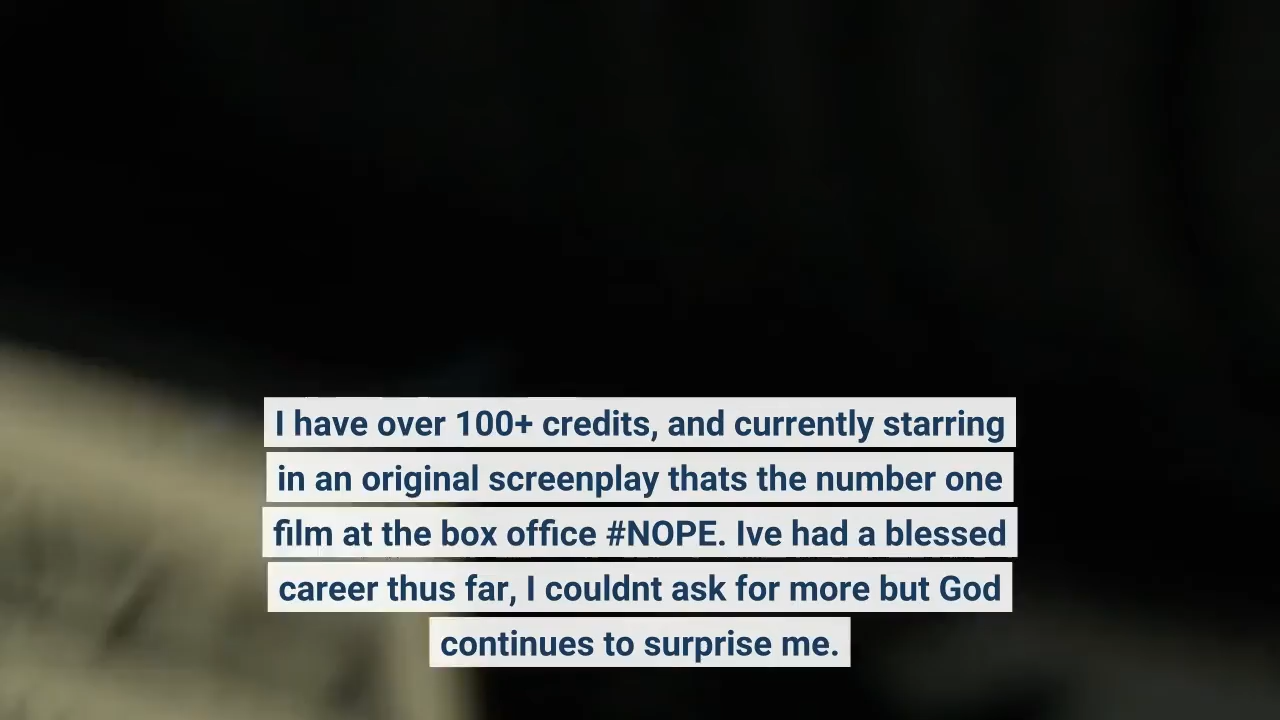 I have over 100+ credits, and currently starring
in an original screenplay thats the number one
film at the box office #NOPE. Ive had a blessed
career thus far, I couldnt ask for more but God
continues to surprise me.